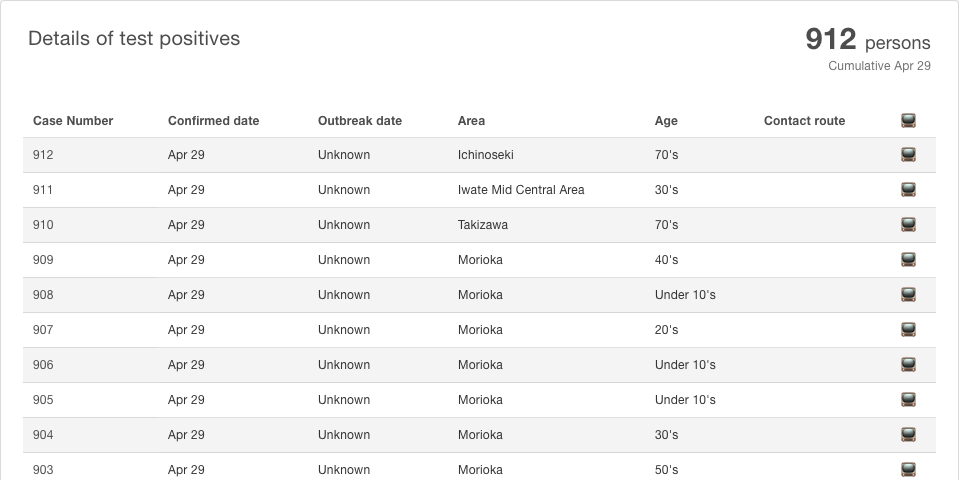 Details of test positives
912 persons
Cumulative Apr 29
Case Number Confirmed date Outbreak date Area Age Contact route
912 Apr 29 Unknown Ichinoseki 70's
911 Apr 29 Unknown Iwate Mid Central Area 30's
910 Apr 29 Unknown Takizawa 70's
909 Apr 29 Unknown Morioka 40's
908 Apr 29 Unknown Morioka Under 10's
907 Apr 29 Unknown Morioka 20's
906 Apr 29 Unknown Morioka Under 10's
905 Apr 29 Unknown Morioka Under 10's
904 Apr 29 Unknown Morioka 30's
903 Apr 29 Unknown Morioka 50's